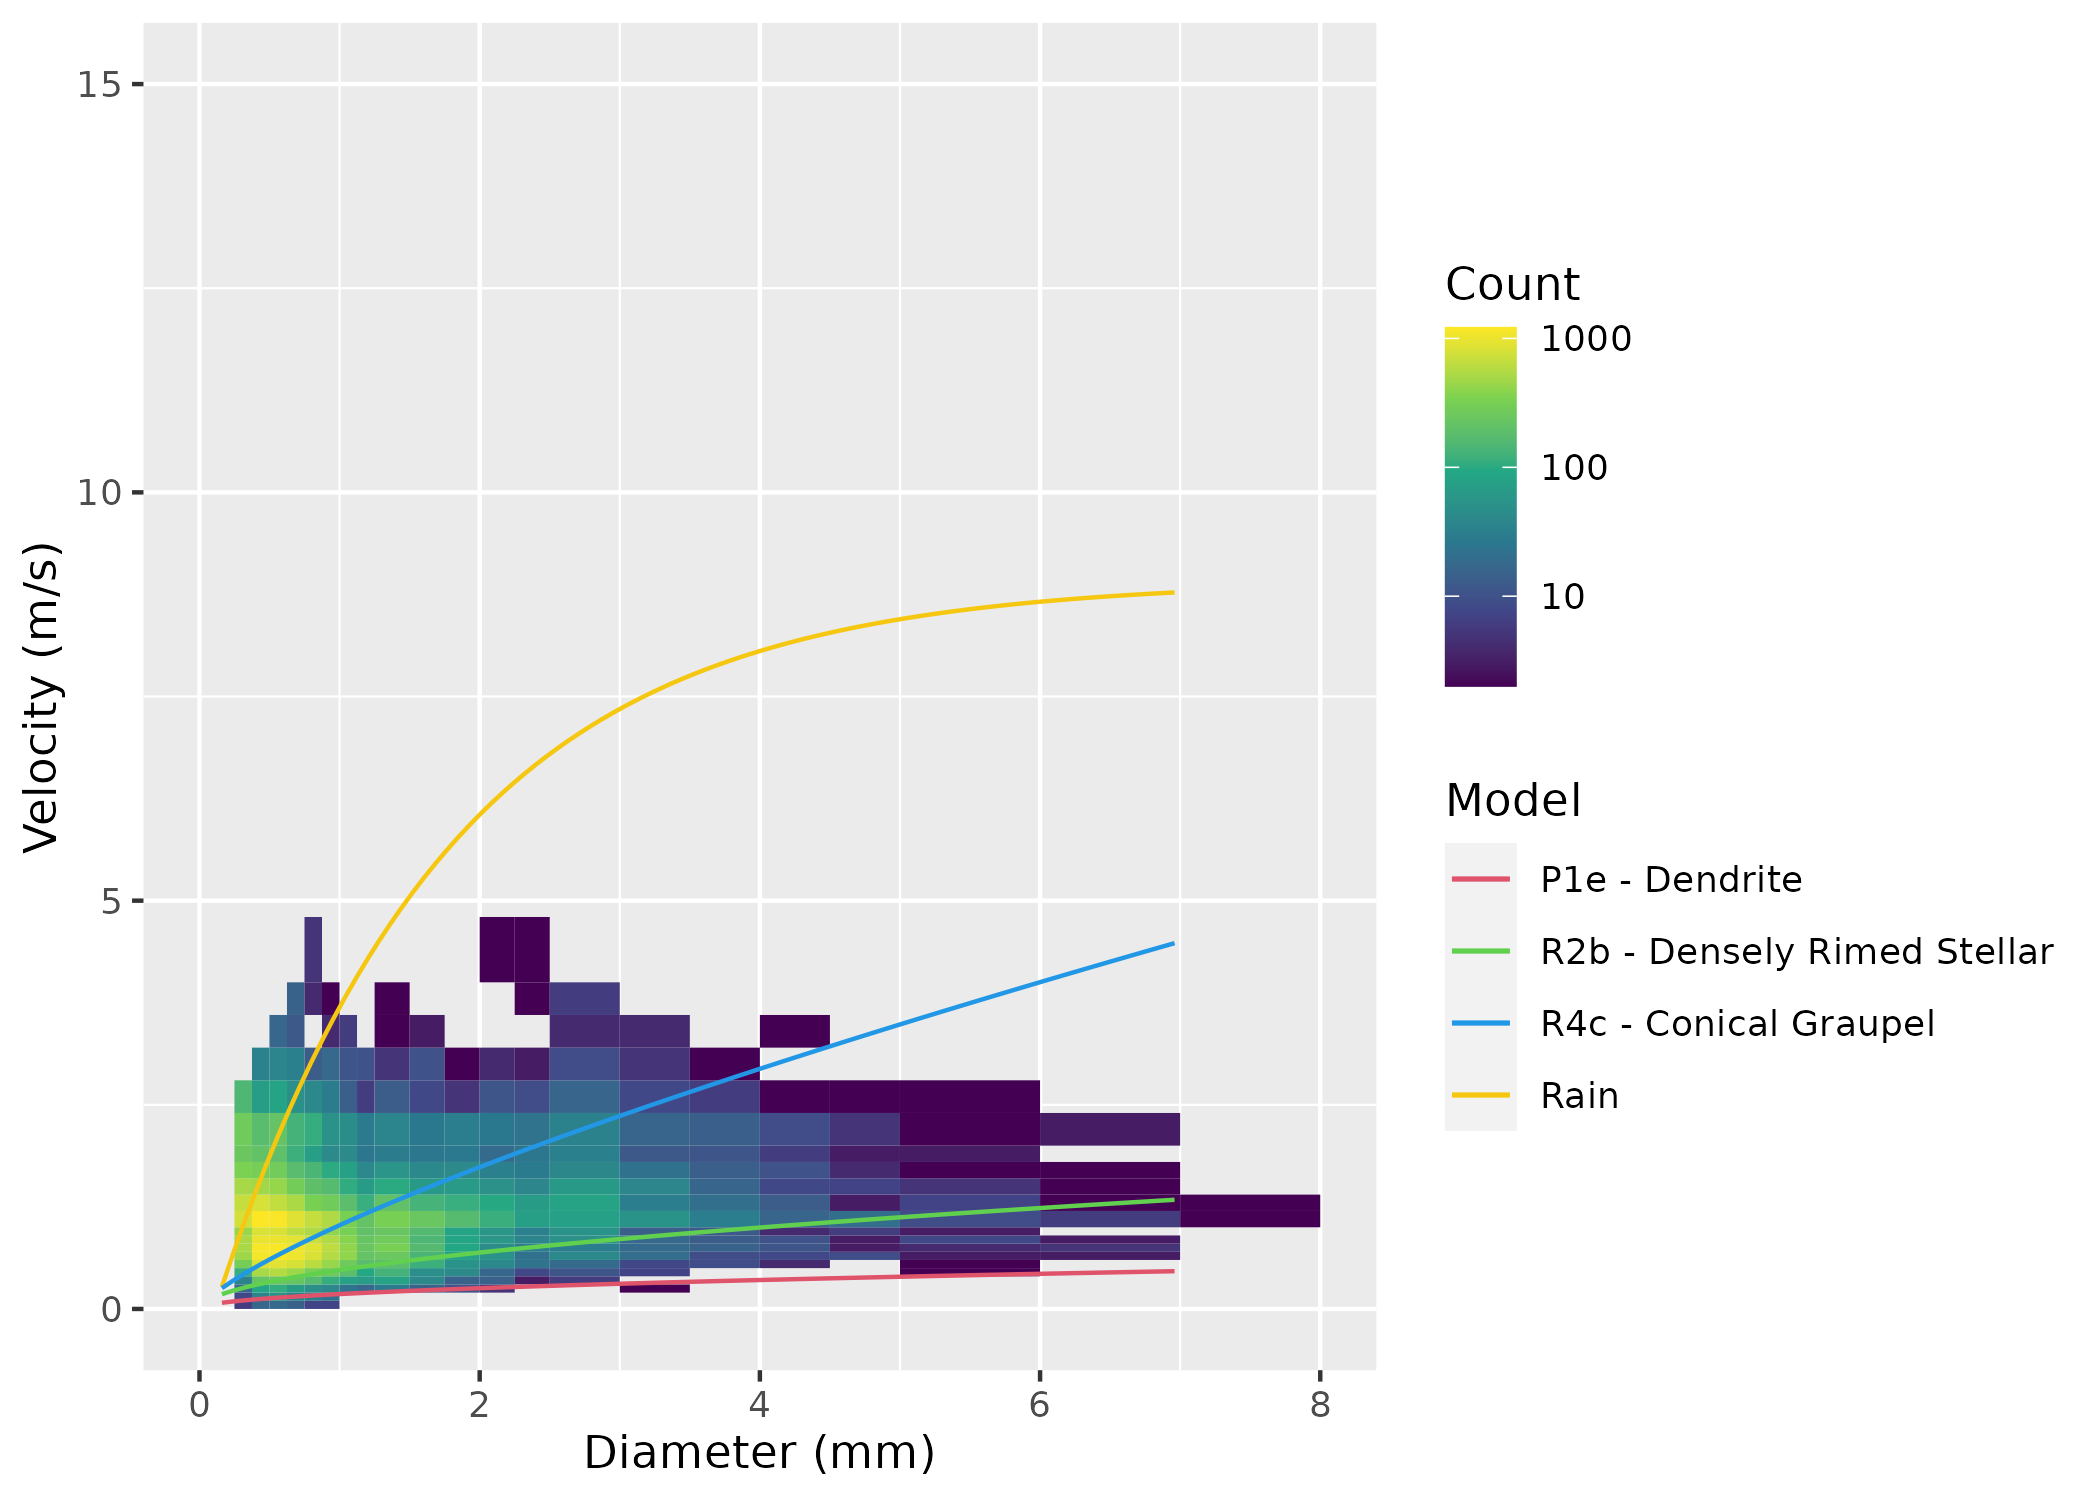 15
10
5
0
Velocity (m/s)
0 2 4 6 8
Diameter (mm)
Count
1000
100
10
Model
P1e - Dendrite
R2b - Densely Rimed Stellar
R4c - Conical Graupel
Rain